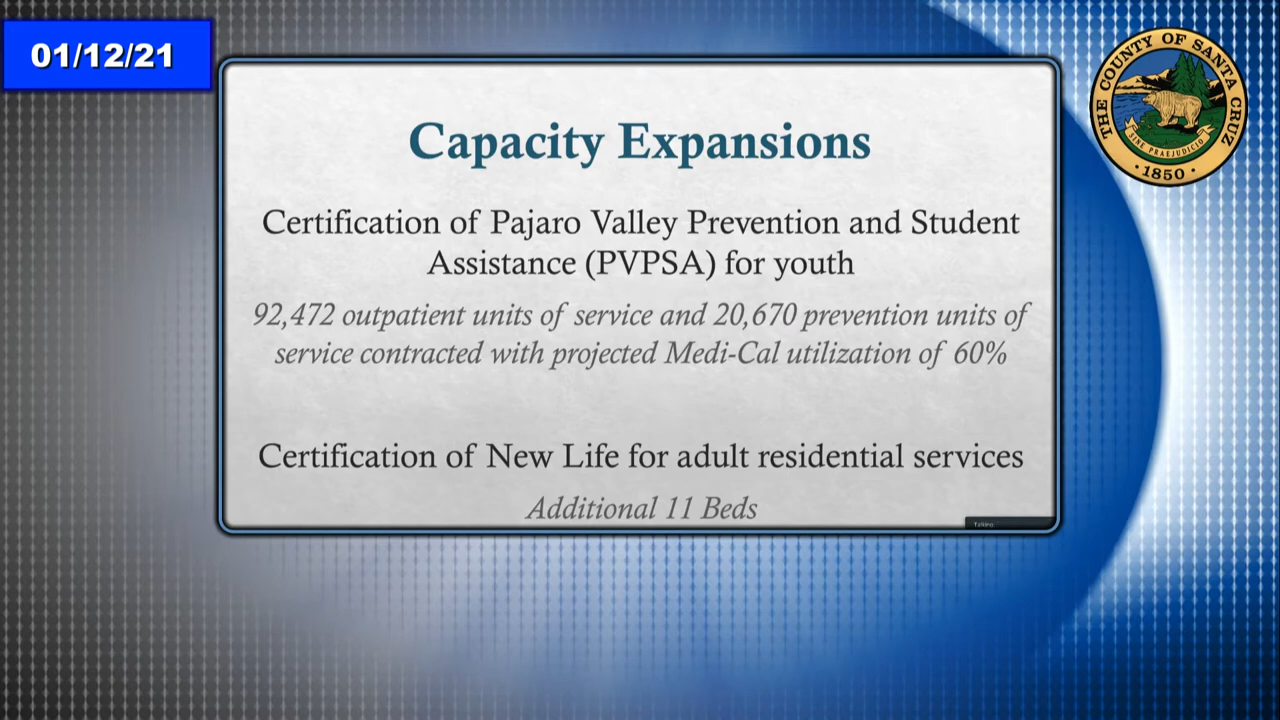 01/12/21
THE COUNTY OF SANTA CRUZ
SINE PRAEJUDICIO
· 1850 ·
Capacity Expansions
Certification of Pajaro Valley Prevention and Student
Assistance (PVPSA) for youth
92,472 outpatient units of service and 20,670 prevention units of
service contracted with projected Medi-Cal utilization of 60%
Certification of New Life for adult residential services
Additional 11 Beds
Talking: